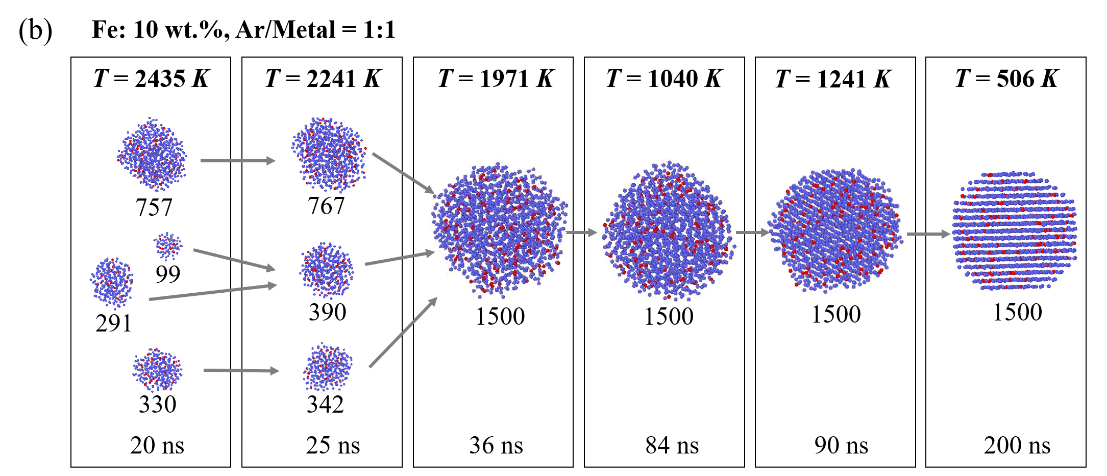 (b) Fe: 10 wt.%, Ar/Metal = 1:1
T = 2435 K
757
99
291
330
20 ns
T = 2241 K
767
390
342
25 ns
T = 1971 K
1500
36 ns
T = 1040 K
1500
84 ns
T = 1241 K
1500
90 ns
T = 506 K
1500
200 ns